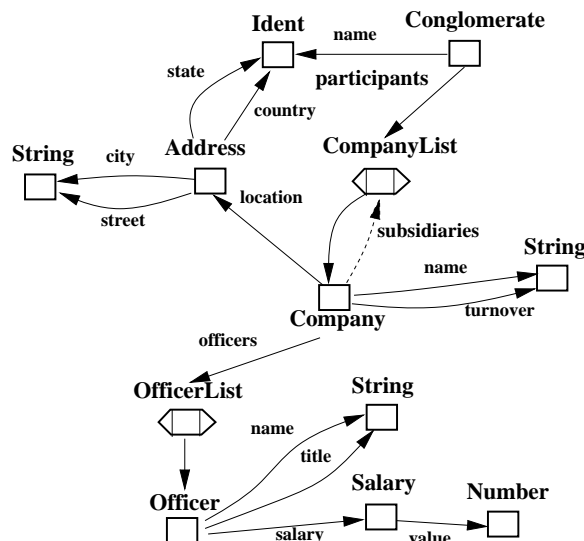 Ident
Conglomerate
name
state
participants
country
String
Address
CompanyList
city
location
street
subsidiaries
String
name
Company
turnover
officers
OfficerList
String
name
title
Salary
Number
Officer
salary
value